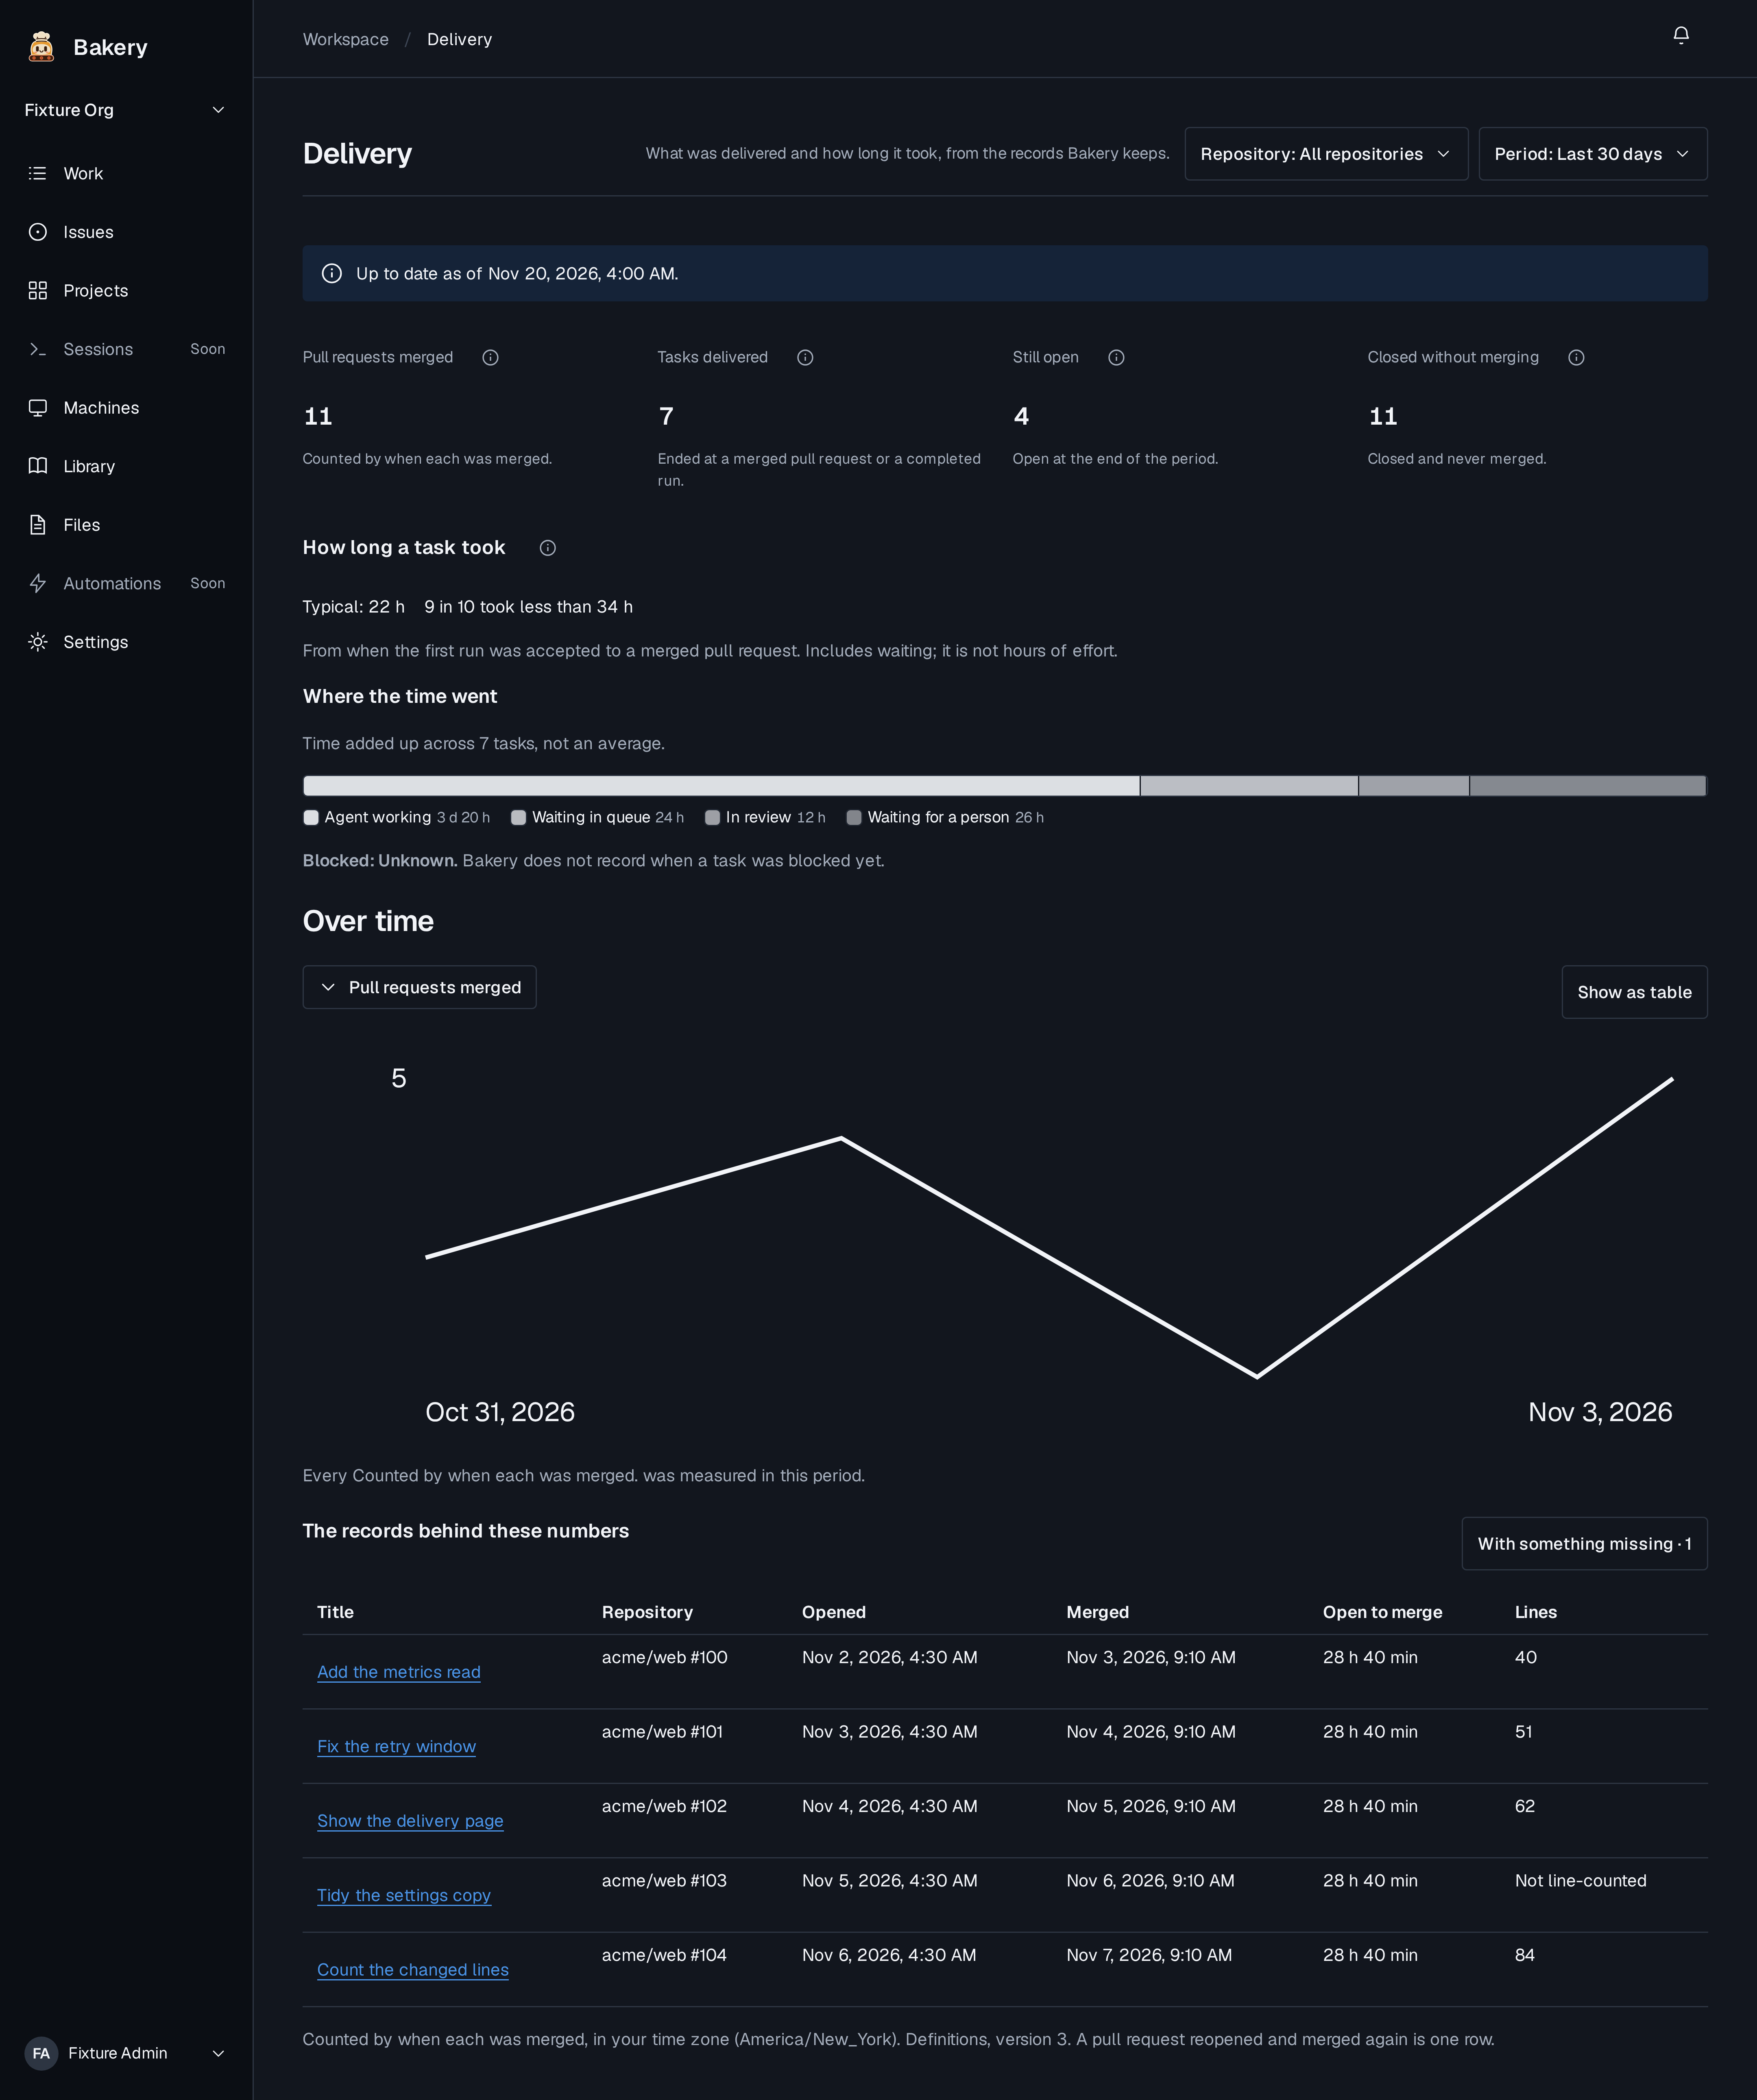 Bakery
Workspace / Delivery
Fixture Org
Work
Issues
Projects
Sessions Soon
Machines
Library
Files
Automations Soon
Settings
FA Fixture Admin
Delivery
What was delivered and how long it took, from the records Bakery keeps.
Repository: All repositories
Period: Last 30 days
Up to date as of Nov 20, 2026, 4:00 AM.
Pull requests merged
11
Counted by when each was merged.
Tasks delivered
7
Ended at a merged pull request or a completed
run.
Still open
4
Open at the end of the period.
Closed without merging
11
Closed and never merged.
How long a task took
Typical: 22 h 9 in 10 took less than 34 h
From when the first run was accepted to a merged pull request. Includes waiting; it is not hours of effort.
Where the time went
Time added up across 7 tasks, not an average.
Agent working 3 d 20 h Waiting in queue 24 h In review 12 h Waiting for a person 26 h
Blocked: Unknown. Bakery does not record when a task was blocked yet.
Over time
Pull requests merged
Show as table
5
Oct 31, 2026 Nov 3, 2026
Every Counted by when each was merged. was measured in this period.
The records behind these numbers
With something missing · 1
Title Repository Opened Merged Open to merge Lines
Add the metrics read acme/web #100 Nov 2, 2026, 4:30 AM Nov 3, 2026, 9:10 AM 28 h 40 min 40
Fix the retry window acme/web #101 Nov 3, 2026, 4:30 AM Nov 4, 2026, 9:10 AM 28 h 40 min 51
Show the delivery page acme/web #102 Nov 4, 2026, 4:30 AM Nov 5, 2026, 9:10 AM 28 h 40 min 62
Tidy the settings copy acme/web #103 Nov 5, 2026, 4:30 AM Nov 6, 2026, 9:10 AM 28 h 40 min Not line-counted
Count the changed lines acme/web #104 Nov 6, 2026, 4:30 AM Nov 7, 2026, 9:10 AM 28 h 40 min 84
Counted by when each was merged, in your time zone (America/New_York). Definitions, version 3. A pull request reopened and merged again is one row.